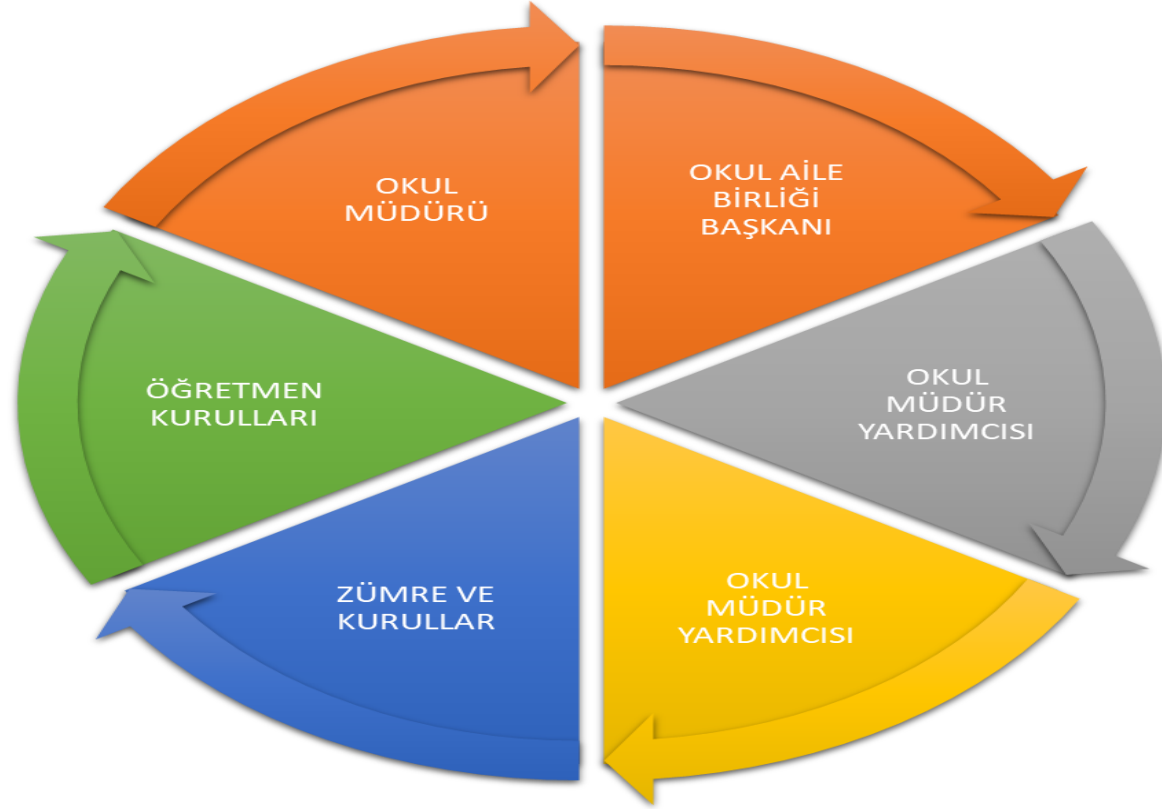 OKUL
MÜDÜRÜ
OKUL AİLE
BİRLİĞİ
BAŞKANI
OKUL
MÜDÜR
YARDIMCISI
OKUL
MÜDÜR
YARDIMCISI
ZÜMRE VE
KURULLAR
ÖĞRETMEN
KURULLARI